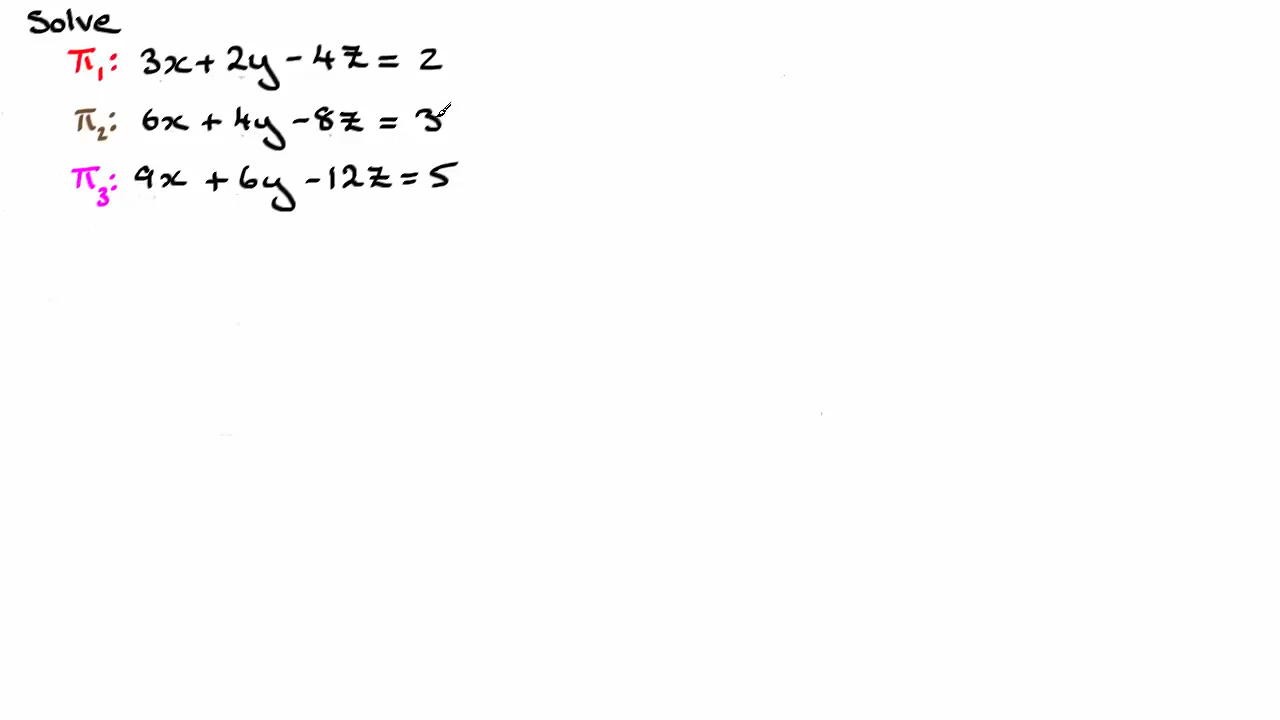 Solve
π₁: 3x + 2y - 4z = 2
π₂: 6x + 4y - 8z = 3
π₃: 9x + 6y - 12z = 5